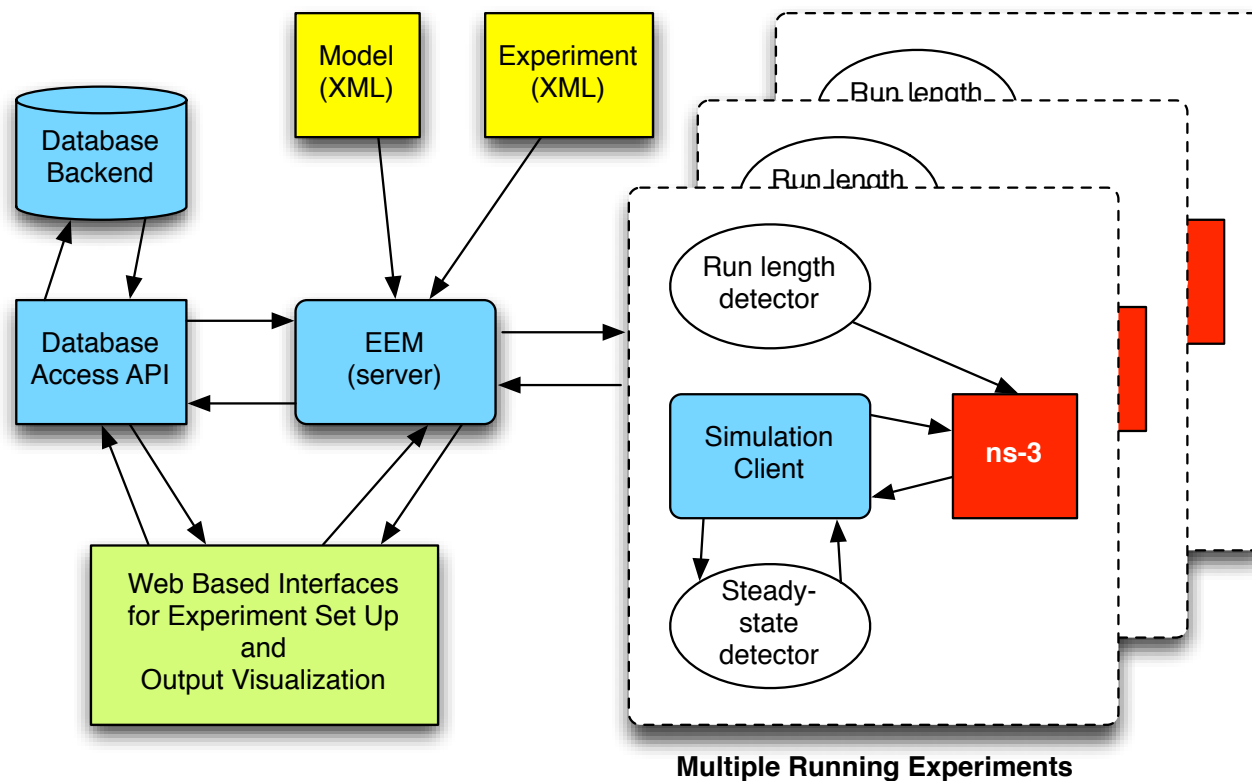 Model
(XML)
Experiment
(XML)
Run length
Run length
Database
Backend
Run length
detector
Database
Access API
EEM
(server)
Simulation
Client
ns-3
Steady-
state
detector
Web Based Interfaces
for Experiment Set Up
and
Output Visualization
Multiple Running Experiments